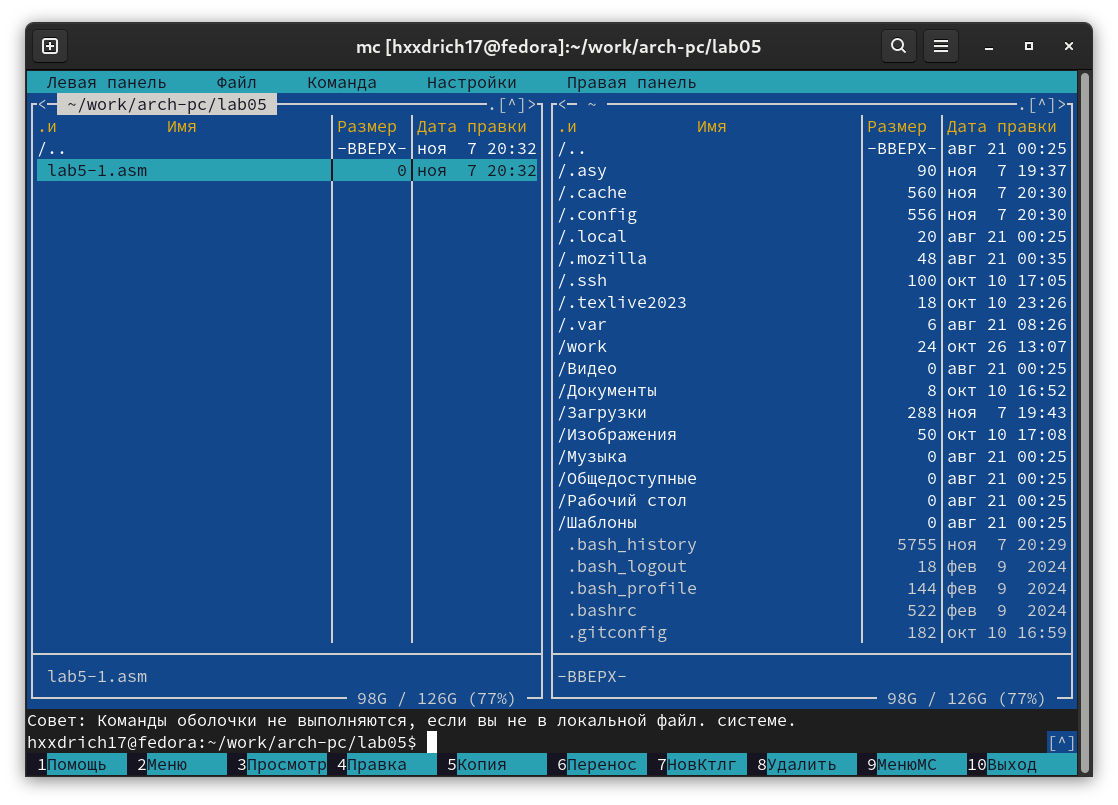 mc [hxxdrich17@fedora]:~/work/arch-pc/lab05
Левая панель Файл Команда Настройки Правая панель
<─ ~/work/arch-pc/lab05 ─.[^]>
.и Имя Размер Дата правки
/.. -ВВЕРХ- ноя 7 20:32
lab5-1.asm 0 ноя 7 20:32
lab5-1.asm
98G / 126G (77%)
<─ ~ ─.[^]>
.и Имя Размер Дата правки
/.. -ВВЕРХ- авг 21 00:25
/.asy 90 ноя 7 19:37
/.cache 560 ноя 7 20:30
/.config 556 ноя 7 20:30
/.local 20 авг 21 00:25
/.mozilla 48 авг 21 00:35
/.ssh 100 окт 10 17:05
/.texlive2023 18 окт 10 23:26
/.var 6 авг 21 08:26
/work 24 окт 26 13:07
/Видео 0 авг 21 00:25
/Документы 8 окт 10 16:52
/Загрузки 288 ноя 7 19:43
/Изображения 50 окт 10 17:08
/Музыка 0 авг 21 00:25
/Общедоступные 0 авг 21 00:25
/Рабочий стол 0 авг 21 00:25
/Шаблоны 0 авг 21 00:25
.bash_history 5755 ноя 7 20:29
.bash_logout 18 фев 9 2024
.bash_profile 144 фев 9 2024
.bashrc 522 фев 9 2024
.gitconfig 182 окт 10 16:59
-ВВЕРХ-
98G / 126G (77%)
Совет: Команды оболочки не выполняются, если вы не в локальной файл. системе.
hxxdrich17@fedora:~/work/arch-pc/lab05$ [^]
1Помощь 2Меню 3Просмотр 4Правка 5Копия 6Перенос 7НовКтлг 8Удалить 9МенюМС 10Выход